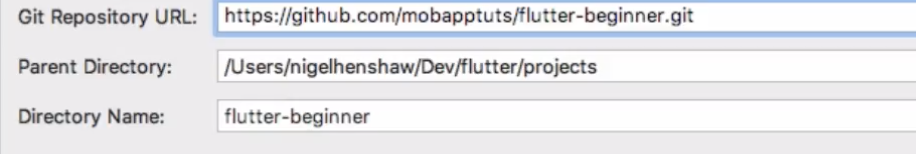 Git Repository URL: https://github.com/mobapptuts/flutter-beginner.git
Parent Directory: /Users/nigelhenshaw/Dev/flutter/projects
Directory Name: flutter-beginner